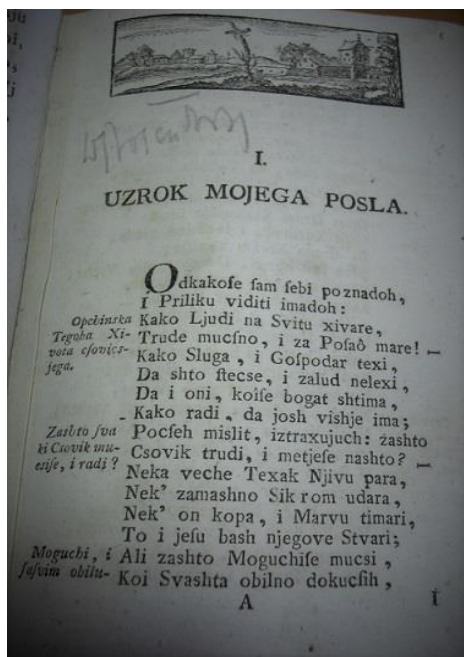 I.
UZROK MOJEGA POSLA.
Odkakoſe ſam ſebi poznadoh,
I Priliku viditi imadoh:
Opchinska
Kako Ljudi na Svitu xivare,
Tegoba Xi-
Trude mucſno, i za Poſaô mare! —
vota cſovics-
Kako Sluga, i Goſpodar texi,
jega.
Da shto ſtecse, i zalud nelexi,
Da i oni, koiſe bogat shtima,
Kako radi, da josh vishje ima;
Zashto ſva
Pocſeh mislit, iztraxujuch: zashto
ki Csovik mu-
Csovik trudi, i metjeſe nashto? —
csiſe, i radi?
Neka veche Texak Njivu para,
Nek' zamashno Sikrom udara,
Nek' on kopa, i Marvu timari,
To i jeſu bash njegove Stvari;
Moguchi, i
Ali zashto Moguchiſe mucsi,
ſaſvim obilu-
Koi Svashta obilno dokucſih,
A
I